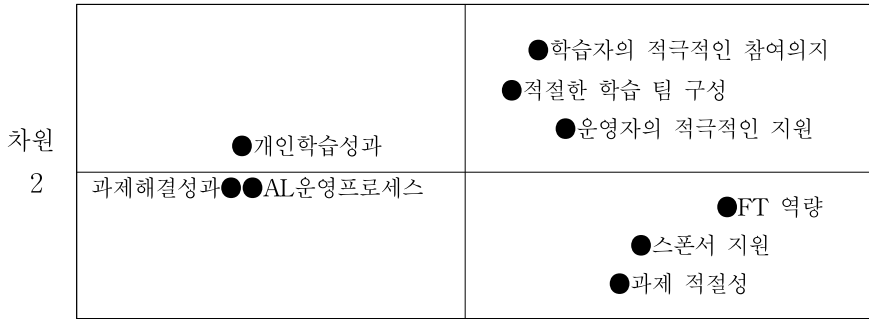 ●학습자의 적극적인 참여의지
●적절한 학습 팀 구성
●운영자의 적극적인 지원
차원
2
●개인학습성과
과제해결성과●●AL운영프로세스
●FT 역량
●스폰서 지원
●과제 적절성